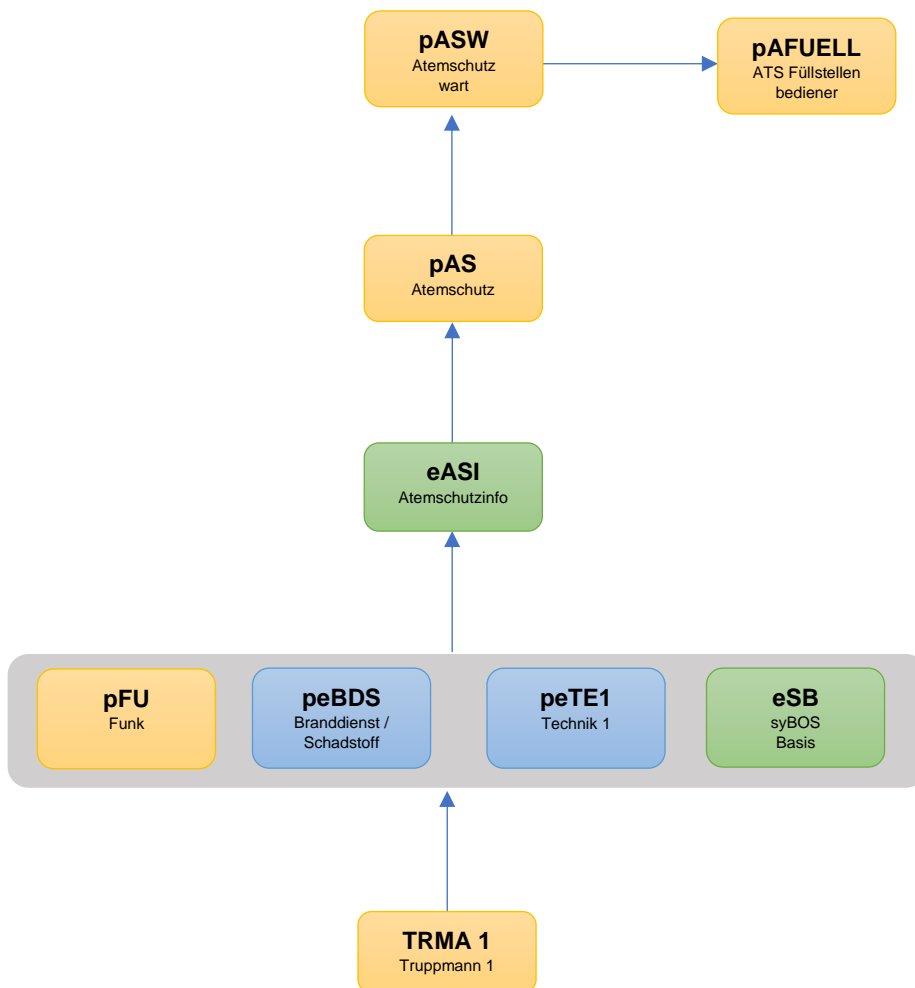 pASW
Atemschutz
wart
pAFUELL
ATS Füllstellen
bediener
pAS
Atemschutz
eASI
Atemschutzinfo
pFU
Funk
peBDS
Branddienst /
Schadstoff
peTE1
Technik 1
eSB
syBOS
Basis
TRMA 1
Truppmann 1